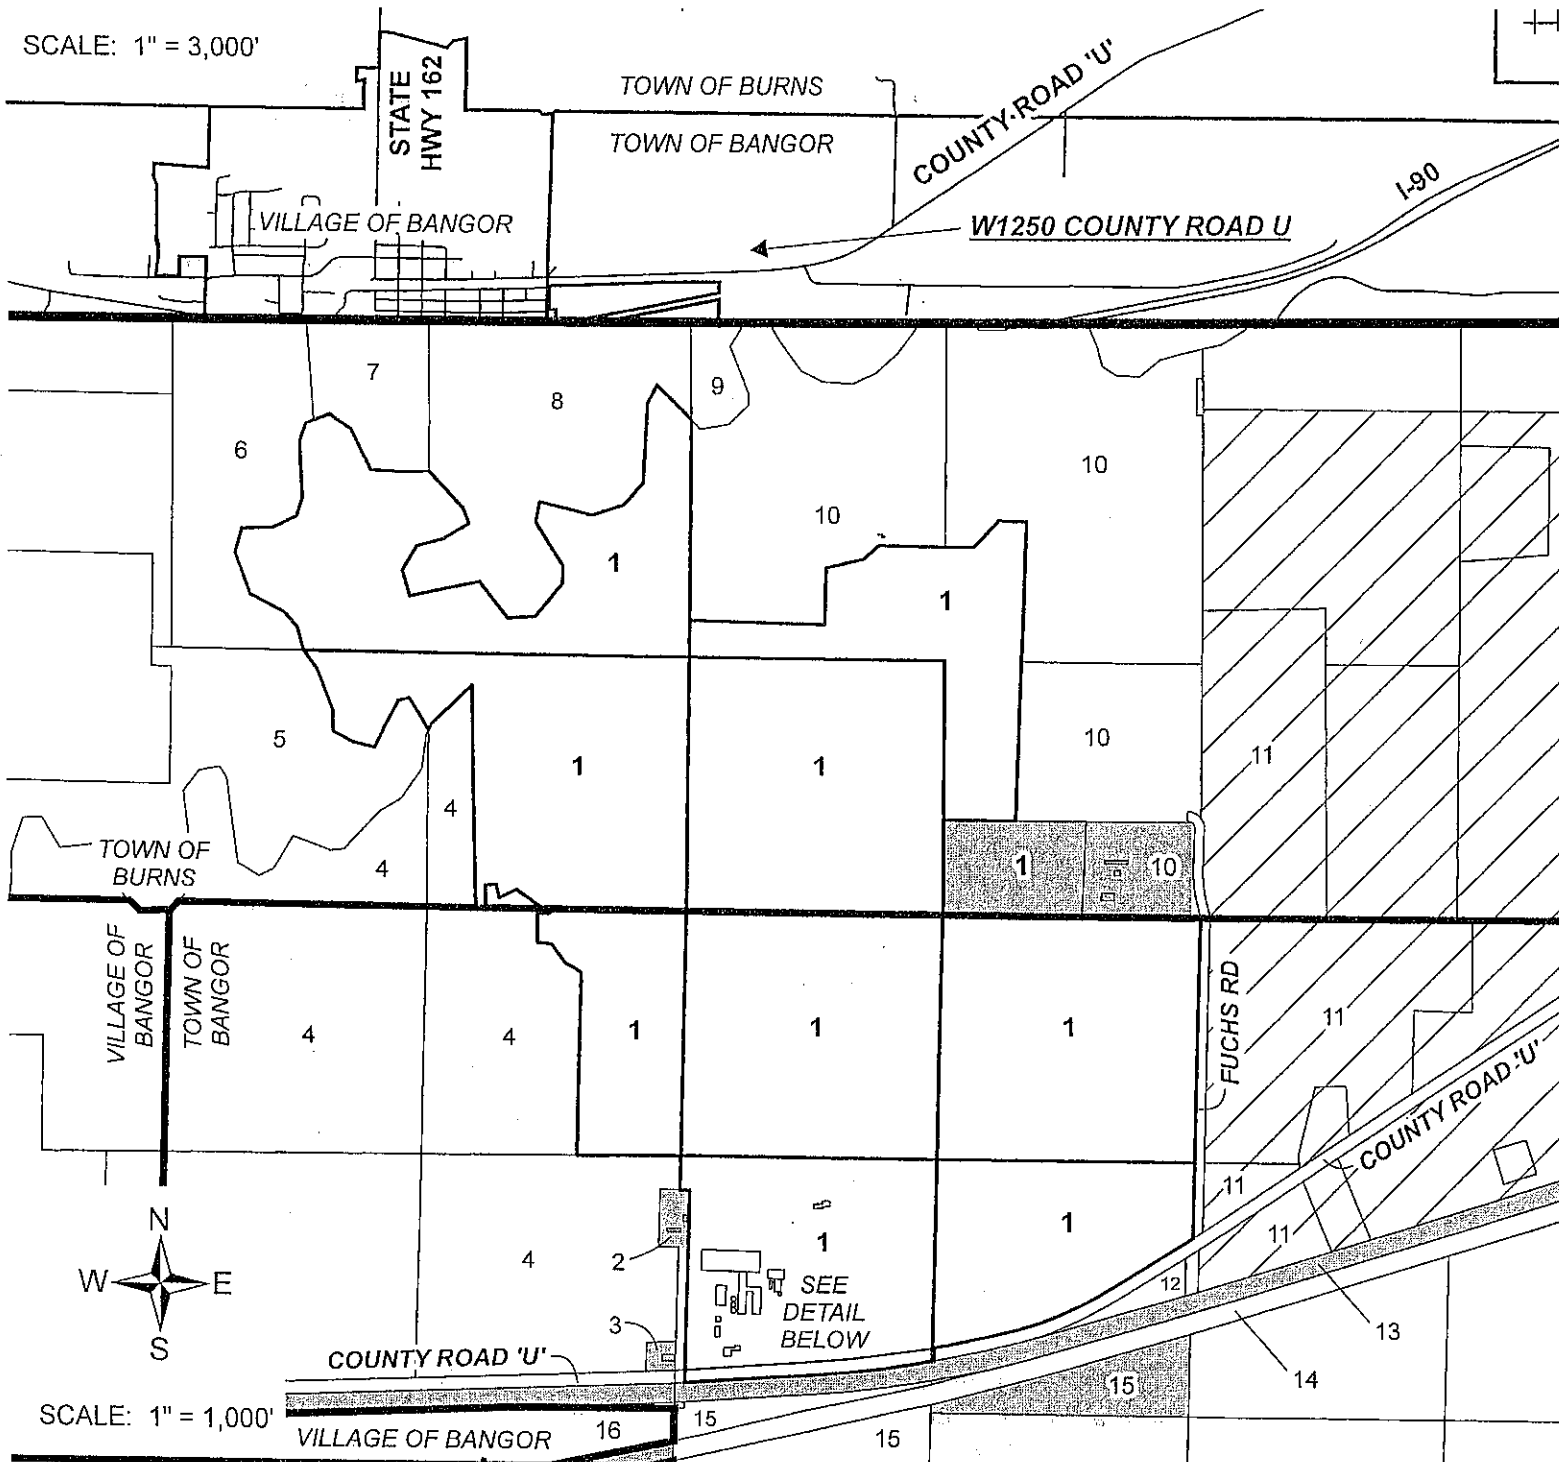 SCALE: 1" = 3,000'
STATE
HWY 162
TOWN OF BURNS
TOWN OF BANGOR
COUNTY ROAD 'U'
I-90
VILLAGE OF BANGOR
W1250 COUNTY ROAD U
7
8
9
6
10
10
1
1
5
1
1
10
11
4
4
1
10
TOWN OF
BURNS
VILLAGE OF
BANGOR
TOWN OF
BANGOR
4
4
1
1
1
FUCHS RD
11
COUNTY ROAD 'U'
N
W
E
S
4
2
3
1
1
SEE
DETAIL
BELOW
11
11
12
13
14
COUNTY ROAD 'U'
15
SCALE: 1" = 1,000'
VILLAGE OF BANGOR
16
15
15